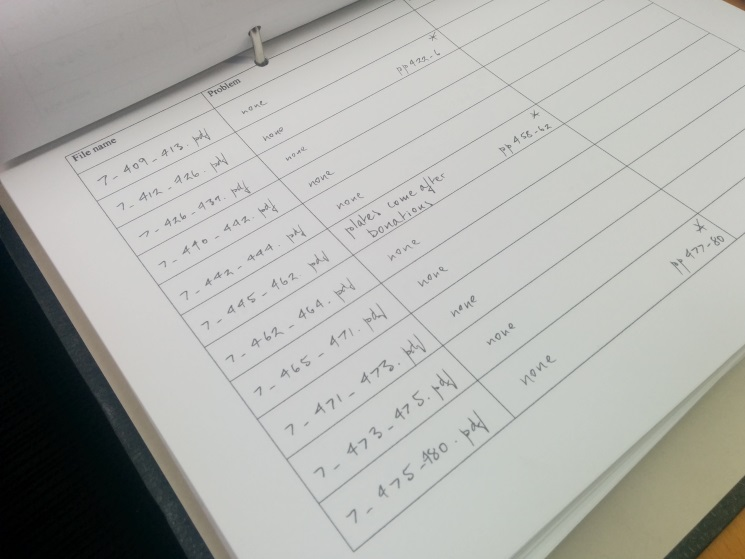 File name Problem
7-409-413.pdf none
*
7-412-426.pdf none pp422-6
7-426-439.pdf none
7-440-442.pdf none
7-442-444.pdf none
*
7-445-462.pdf plates come after pp458-62
Donations
7-462-464.pdf none
7-465-471.pdf none
7-471-473.pdf none
7-473-475.pdf none
*
7-475-480.pdf none pp477-80